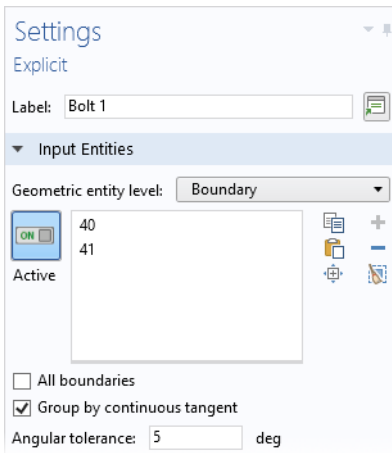 Settings
Explicit
Label: Bolt 1
Input Entities
Geometric entity level: Boundary
ON
40
41
Active
All boundaries
Group by continuous tangent
Angular tolerance: 5 deg